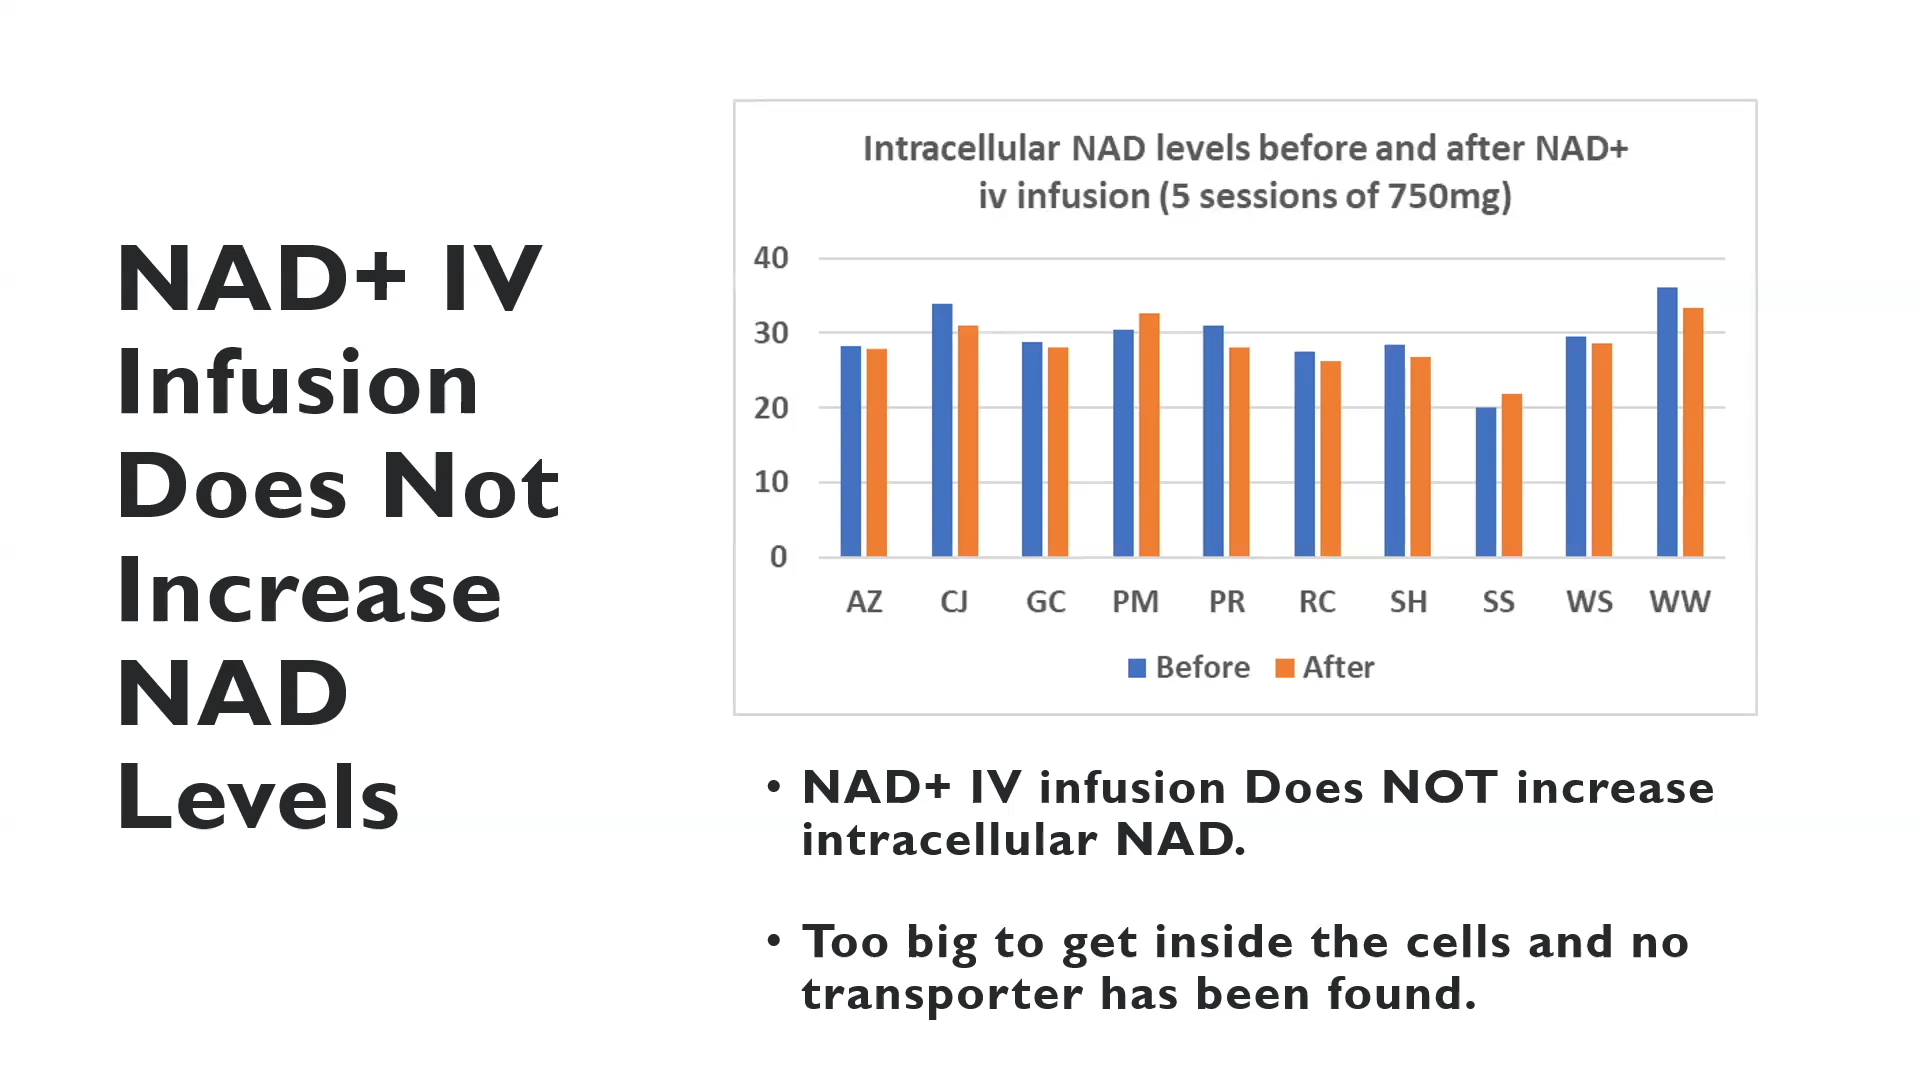 NAD+ IV
Infusion
Does Not
Increase
NAD
Levels
Intracellular NAD levels before and after NAD+
iv infusion (5 sessions of 750mg)
40
30
20
10
0
AZ CJ GC PM PR RC SH SS WS WW
Before After
• NAD+ IV infusion Does NOT increase
intracellular NAD.
• Too big to get inside the cells and no
transporter has been found.